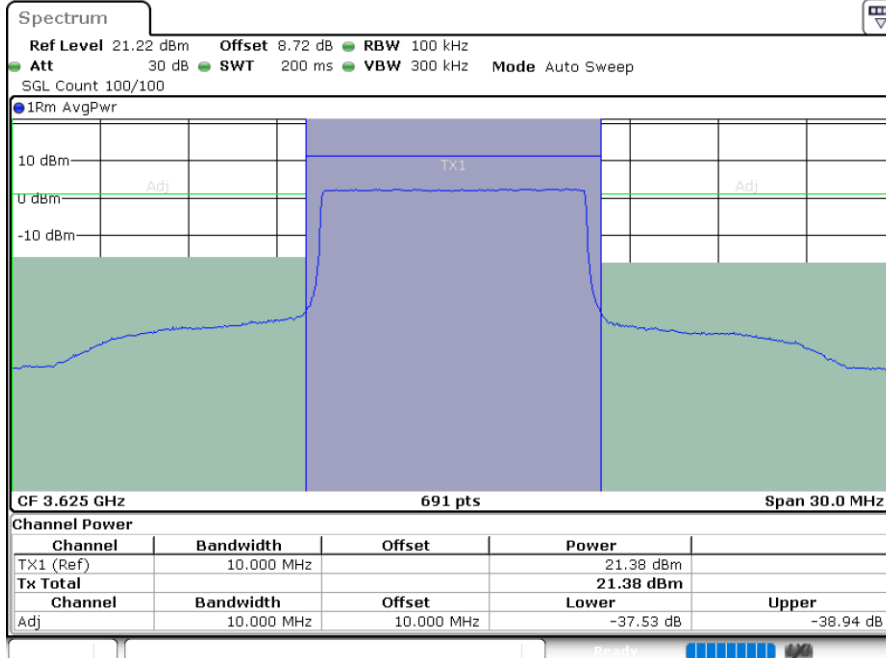 Spectrum
Ref Level 21.22 dBm Offset 8.72 dB RBW 100 kHz
Att 30 dB SWT 200 ms VBW 300 kHz Mode Auto Sweep
SGL Count 100/100
1Rm AvgPwr
10 dBm
TX1
Adj Adj
0 dBm
-10 dBm
CF 3.625 GHz 691 pts Span 30.0 MHz
Channel Power
Channel Bandwidth Offset Power
TX1 (Ref) 10.000 MHz 21.38 dBm
Tx Total 21.38 dBm
Channel Bandwidth Offset Lower Upper
Adj 10.000 MHz 10.000 MHz -37.53 dB -38.94 dB
Ready